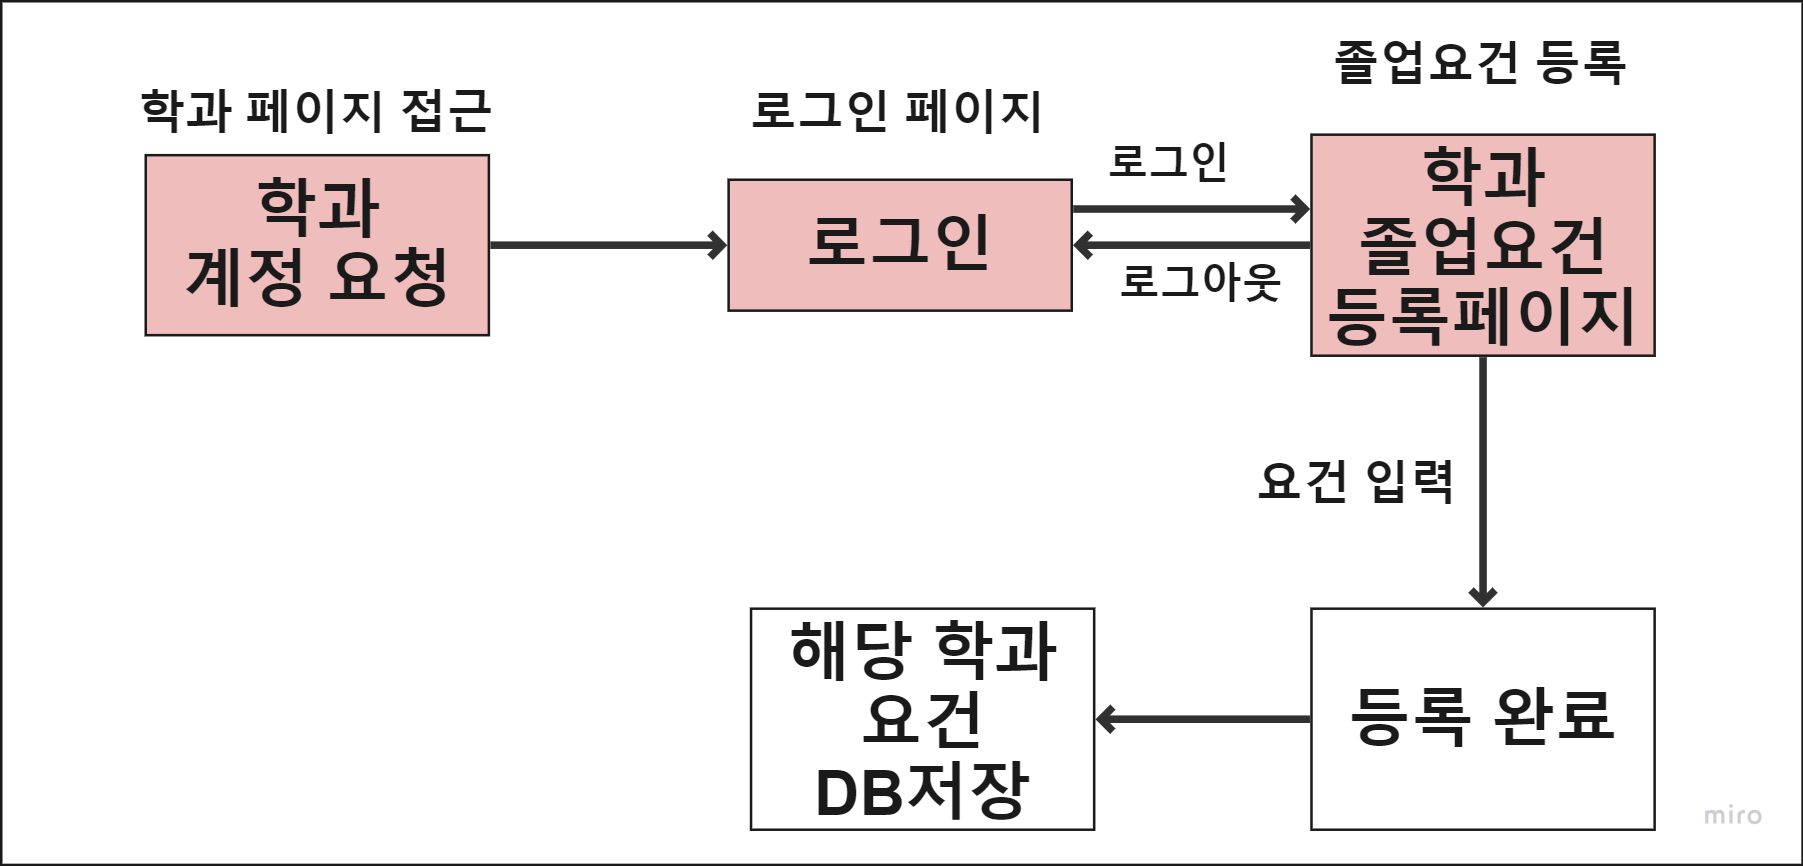 학과 페이지 접근
학과
계정 요청
로그인 페이지
로그인
로그인
로그아웃
졸업요건 등록
학과
졸업요건
등록페이지
요건 입력
등록 완료
해당 학과
요건
DB저장
miro